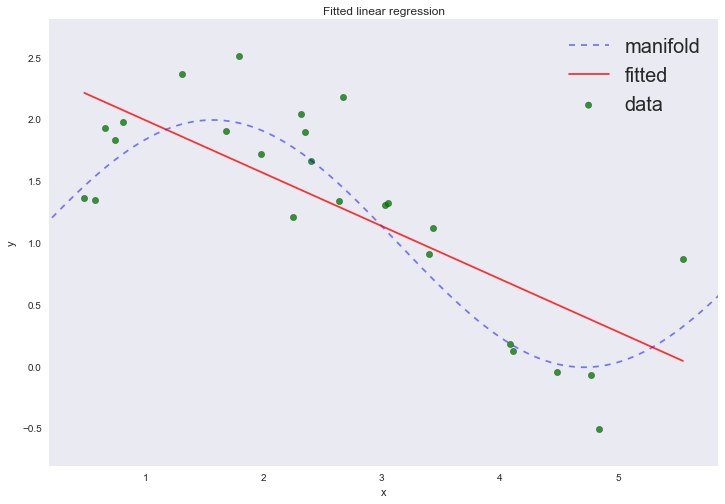 Fitted linear regression
manifold
fitted
data
y
2.5
2.0
1.5
1.0
0.5
0.0
−0.5
1 2 3 4 5
x